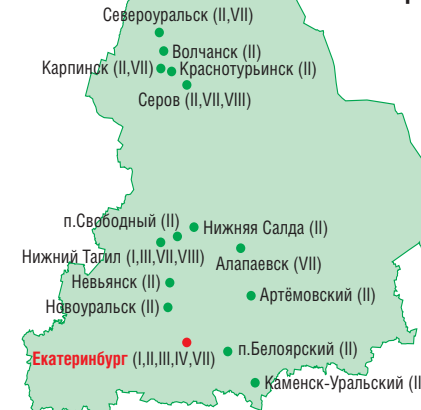 Североуральск (II,VII)
Волчанск (II)
Карпинск (II,VII)
Краснотурьинск (II)
Серов (II,VII,VIII)
п.Свободный (II)
Нижняя Салда (II)
Нижний Тагил (I,III,VII,VIII)
Алапаевск (VII)
Невьянск (II)
Артёмовский (II)
Новоуральск (II)
Екатеринбург (I,II,III,IV,VII)
п.Белоярский (II)
Каменск-Уральский (II